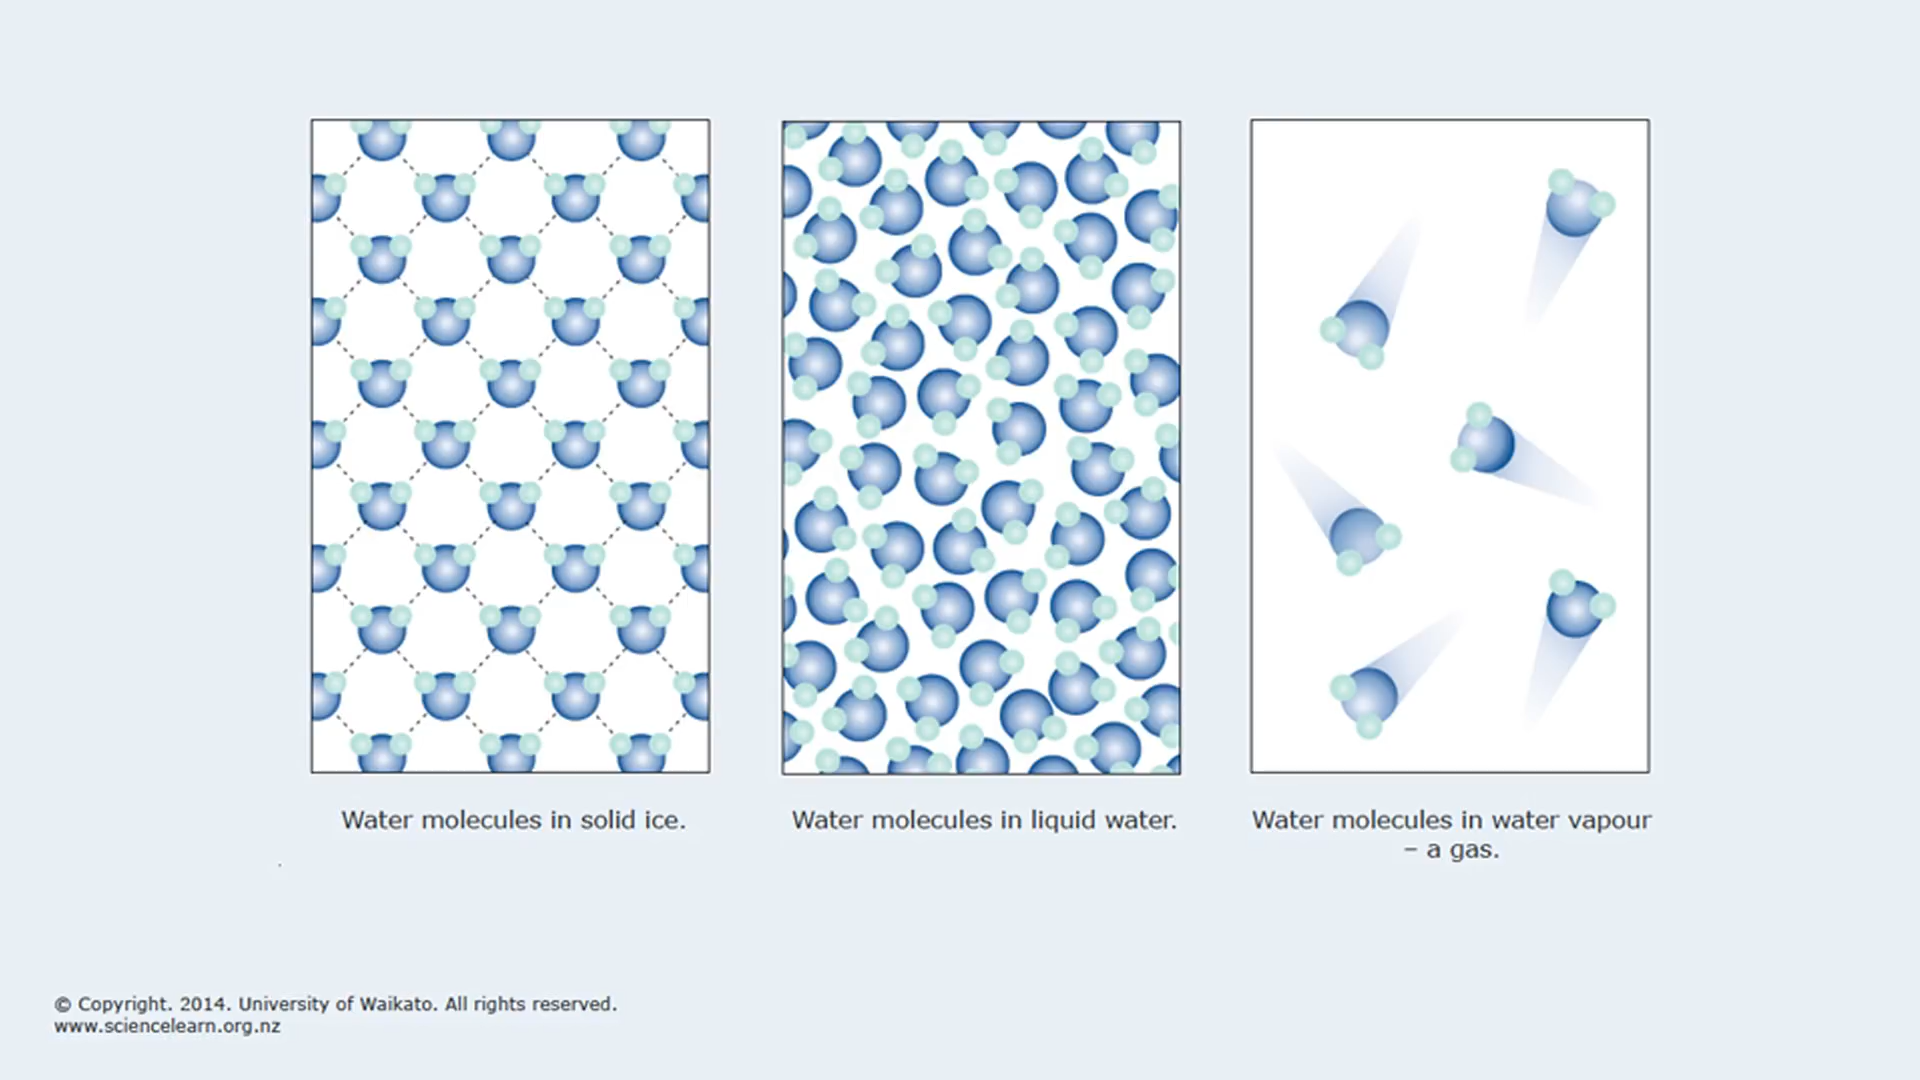 Water molecules in solid ice.
Water molecules in liquid water.
Water molecules in water vapour
– a gas.
© Copyright. 2014. University of Waikato. All rights reserved.
www.sciencelearn.org.nz